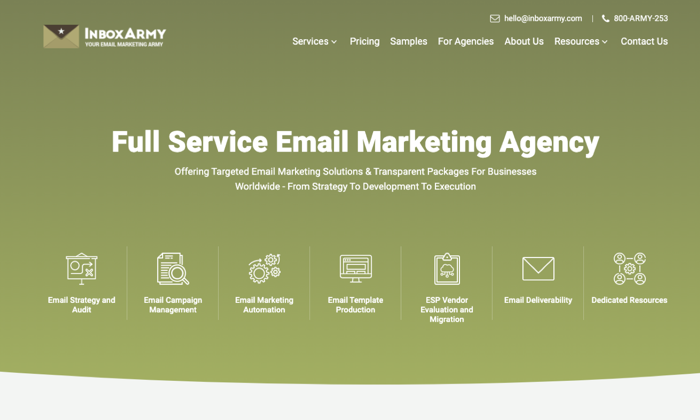 hello@inboxarmy.com | 800-ARMY-253
INBOXARMY
YOUR EMAIL MARKETING ARMY
Services Pricing Samples For Agencies About Us Resources Contact Us
Full Service Email Marketing Agency
Offering Targeted Email Marketing Solutions & Transparent Packages For Businesses
Worldwide - From Strategy To Development To Execution
Email Strategy and
Audit
Email Campaign
Management
Email Marketing
Automation
Email Template
Production
ESP Vendor
Evaluation and
Migration
Email Deliverability
Dedicated Resources